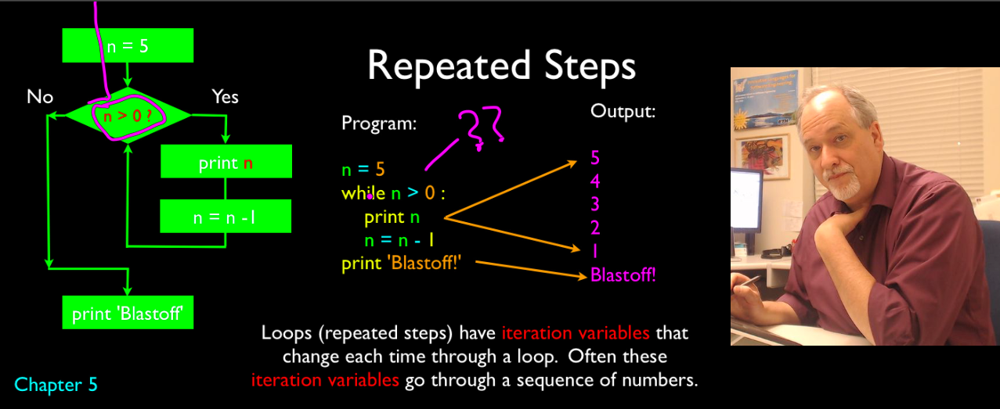 n = 5
No
Yes
n > 0 ?
print n
n = n -1
print 'Blastoff'
Repeated Steps
Program:
??
n = 5
while n > 0 :
print n
n = n - 1
print 'Blastoff!'
Output:
5
4
3
2
1
Blastoff!
Loops (repeated steps) have iteration variables that
change each time through a loop. Often these
iteration variables go through a sequence of numbers.
Chapter 5
ETH